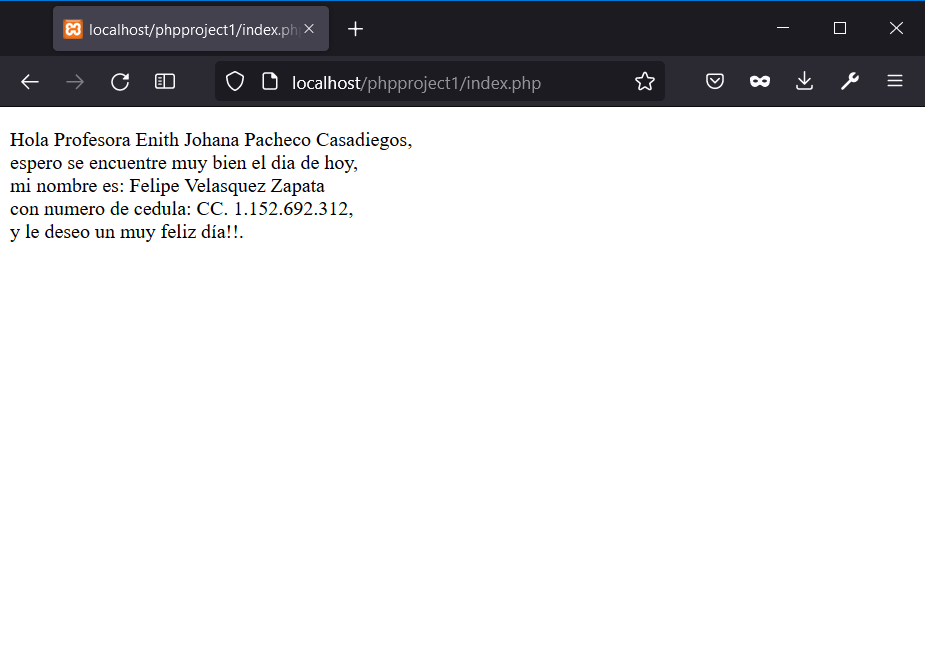 localhost/phpproject1/index.ph
localhost/phpproject1/index.php
Hola Profesora Enith Johana Pacheco Casadiegos,
espero se encuentre muy bien el dia de hoy,
mi nombre es: Felipe Velasquez Zapata
con numero de cedula: CC. 1.152.692.312,
y le deseo un muy feliz día!!.